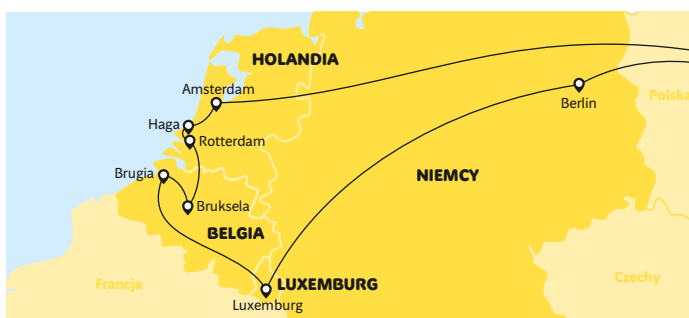 HOLANDIA
Amsterdam
Polska
Berlin
Haga
Rotterdam
Brugia
NIEMCY
Bruksela
BELGIA
Francja
LUXEMBURG
Czechy
Luxemburg